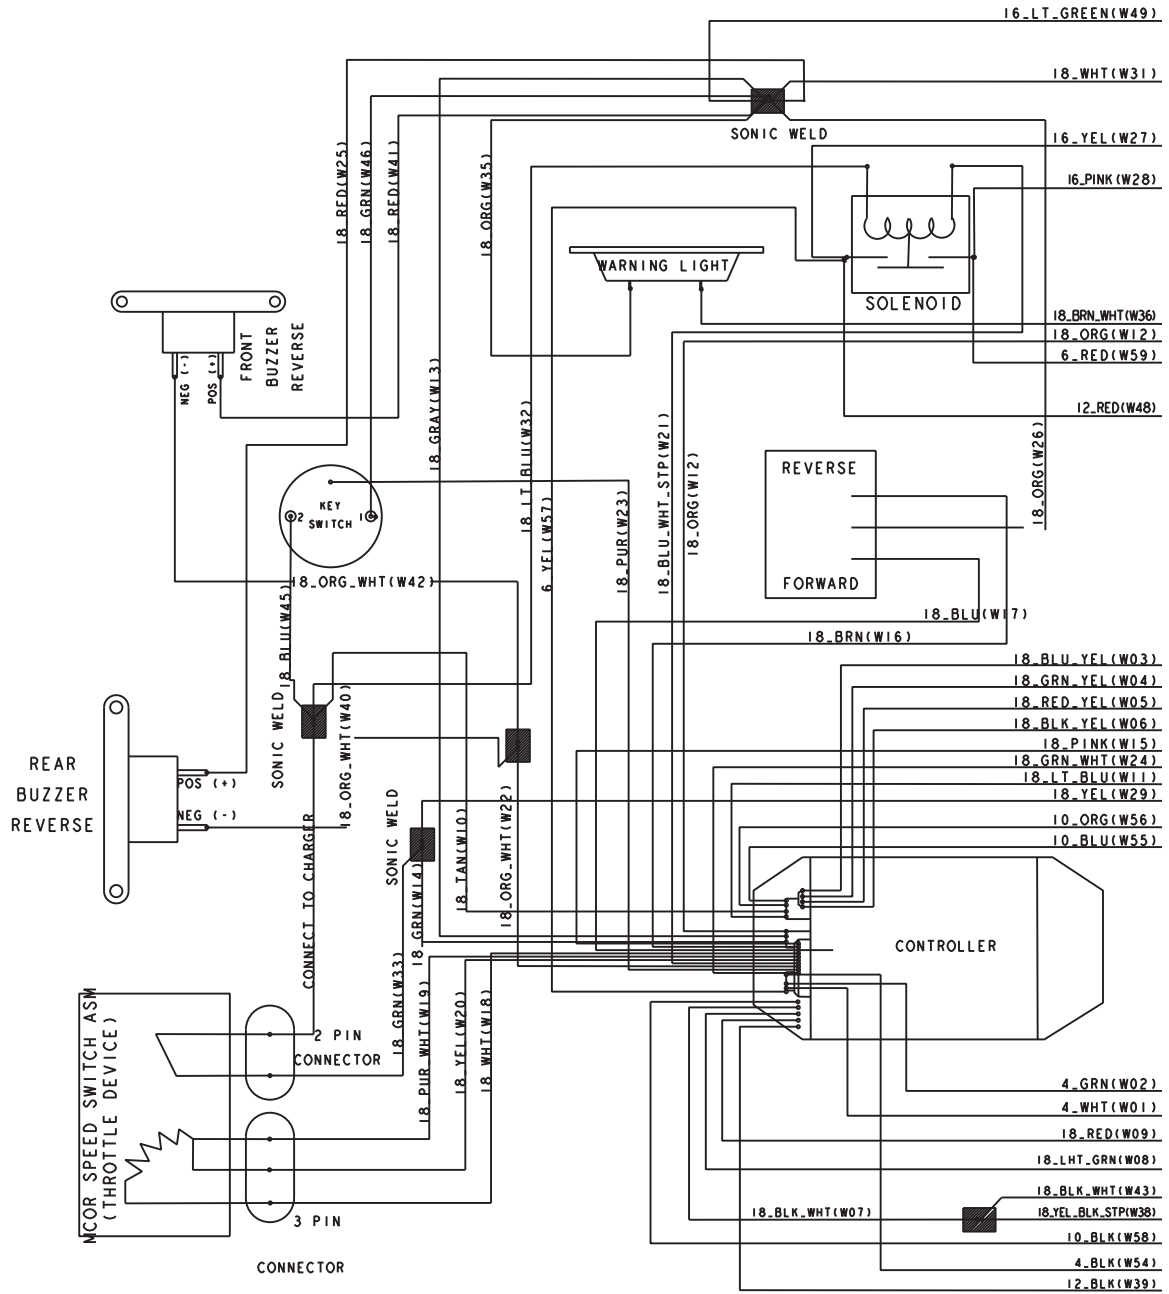 16_LT_GREEN(W49)
18_WHT(W31)
SONIC WELD
16_YEL(W27)
16_PINK(W28)
18_RED(W25)
18_GRN(W46)
18_RED(W41)
18_ORG(W35)
WARNING LIGHT
SOLENOID
18_BRN_WHT(W36)
18_ORG(W12)
6_RED(W59)
12_RED(W48)
FRONT
BUZZER
REVERSE
NEG (-)
POS (+)
18_GRAY(W13)
18_LT_BLU(W32)
6_YEL(W57)
18_PUR(W23)
18_BLU_WHT_STP(W21)
18_ORG(W12)
18_ORG(W26)
REVERSE
FORWARD
KEY
SWITCH
2
1
18_ORG_WHT(W42)
18_BLU(W45)
18_BLU(W17)
18_BRN(W16)
18_BLU_YEL(W03)
18_GRN_YEL(W04)
18_RED_YEL(W05)
18_BLK_YEL(W06)
18_PINK(W15)
18_GRN_WHT(W24)
18_LT_BLU(W11)
18_YEL(W29)
10_ORG(W56)
10_BLU(W55)
SONIC WELD
18_ORG_WHT(W40)
REAR
BUZZER
REVERSE
POS (+)
NEG (-)
SONIC WELD
18_TAN(W10)
18_ORG_WHT(W22)
CONNECT TO CHARGER
18_GRN(W14)
18_GRN(W33)
18_PUR_WHT(W19)
18_YEL(W20)
18_WHT(W18)
CONTROLLER
MCOR SPEED SWITCH ASM
(THROTTLE DEVICE)
2 PIN
CONNECTOR
3 PIN
CONNECTOR
4_GRN(W02)
4_WHT(W01)
18_RED(W09)
18_LHT_GRN(W08)
18_BLK_WHT(W43)
18_BLK_WHT(W07)
18_YEL_BLK_STP(W38)
10_BLK(W58)
4_BLK(W54)
12_BLK(W39)